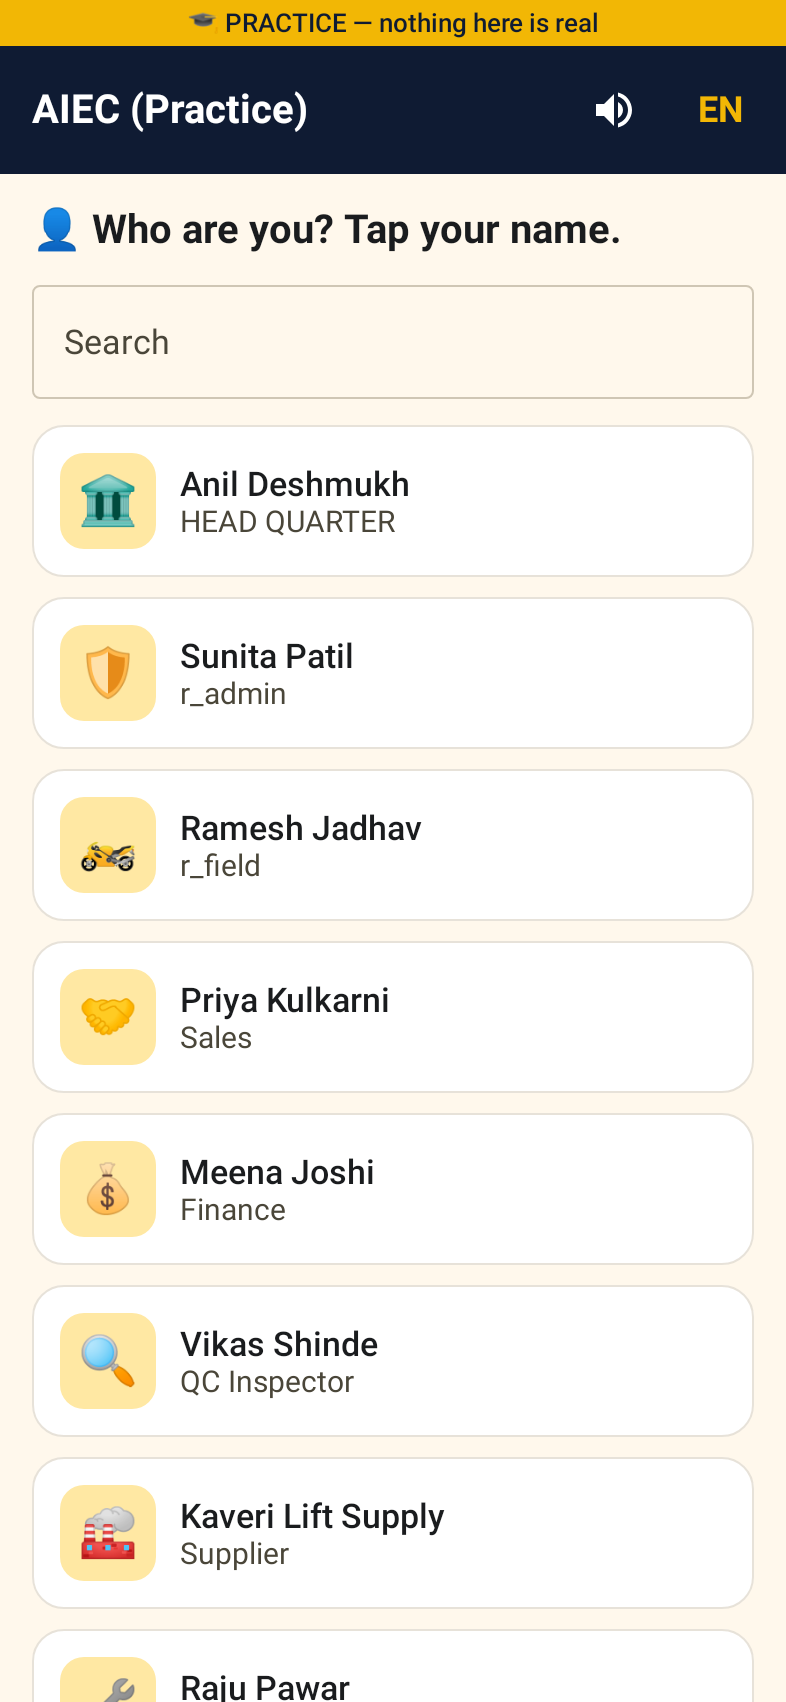 PRACTICE — nothing here is real
AIEC (Practice)
EN
Who are you? Tap your name.
Search
Anil Deshmukh
HEAD QUARTER
Sunita Patil
r_admin
Ramesh Jadhav
r_field
Priya Kulkarni
Sales
Meena Joshi
Finance
Vikas Shinde
QC Inspector
Kaveri Lift Supply
Supplier
Raju Pawar